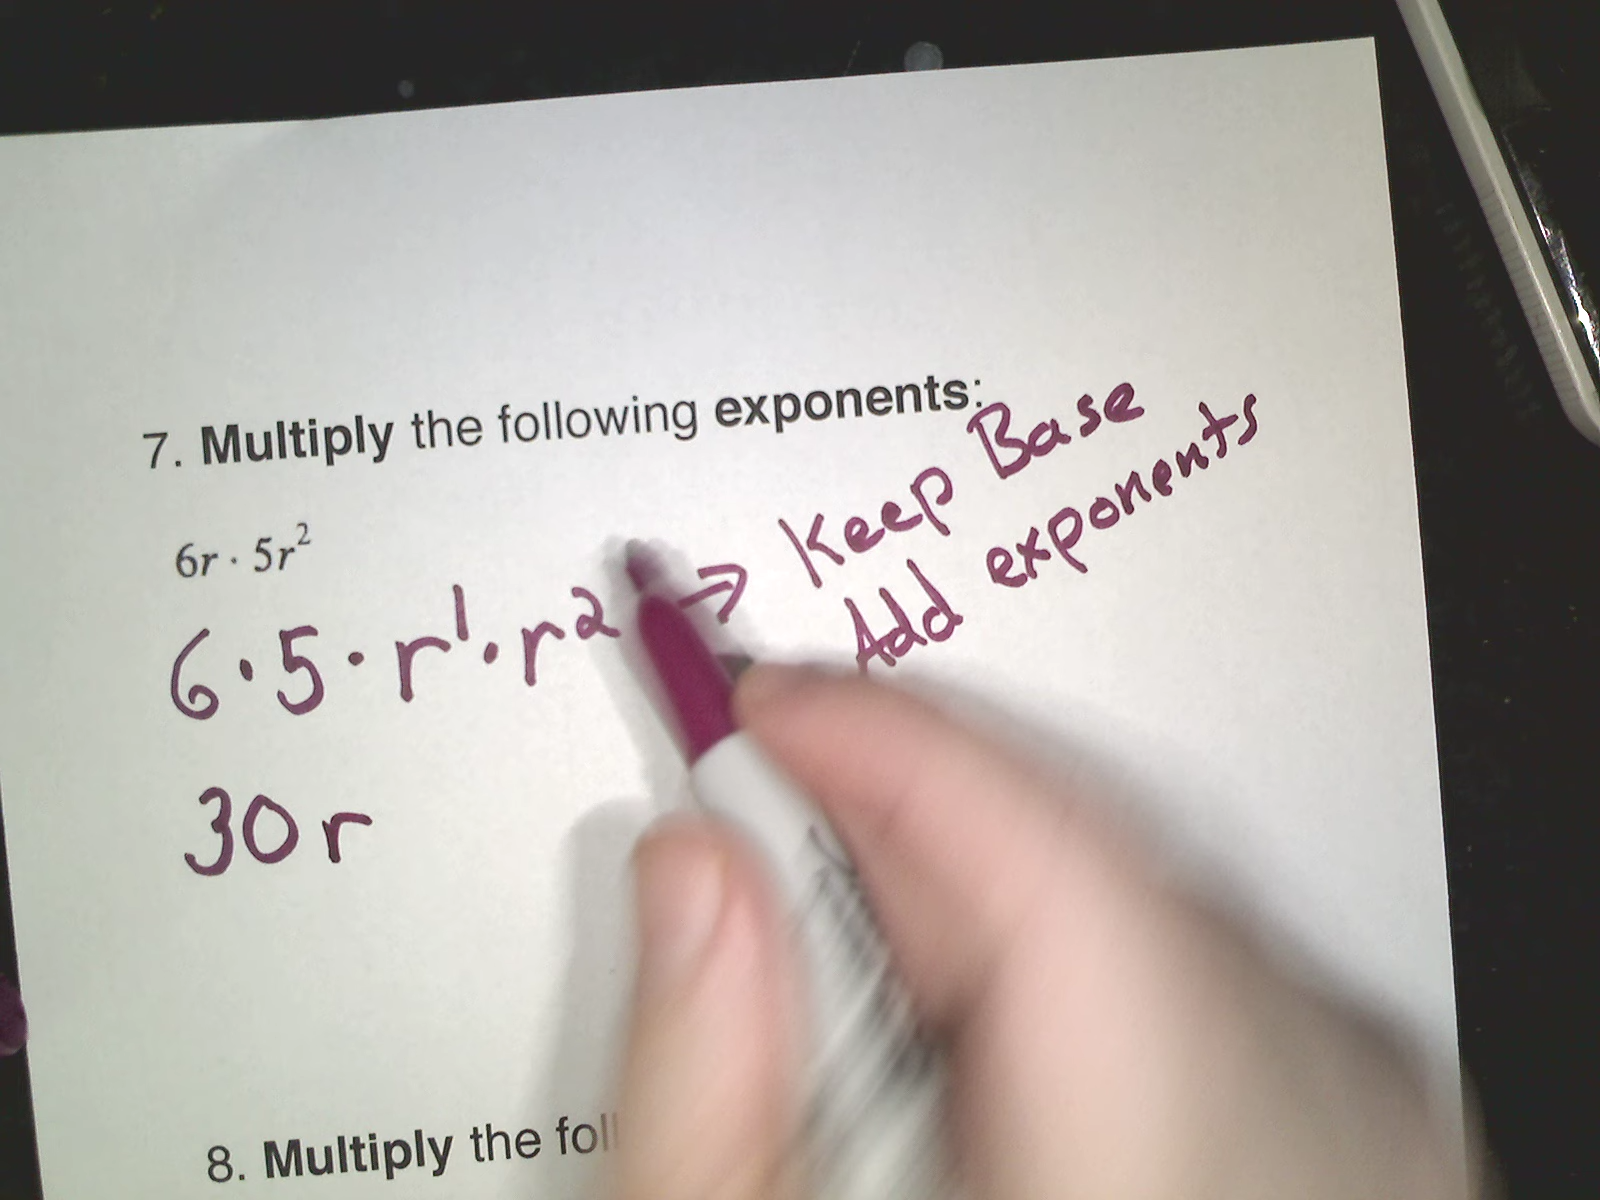 7. Multiply the following exponents:
6r · 5r²
6 · 5 · r¹ · r² → Keep Base
Add exponents
30r
8. Multiply the foll